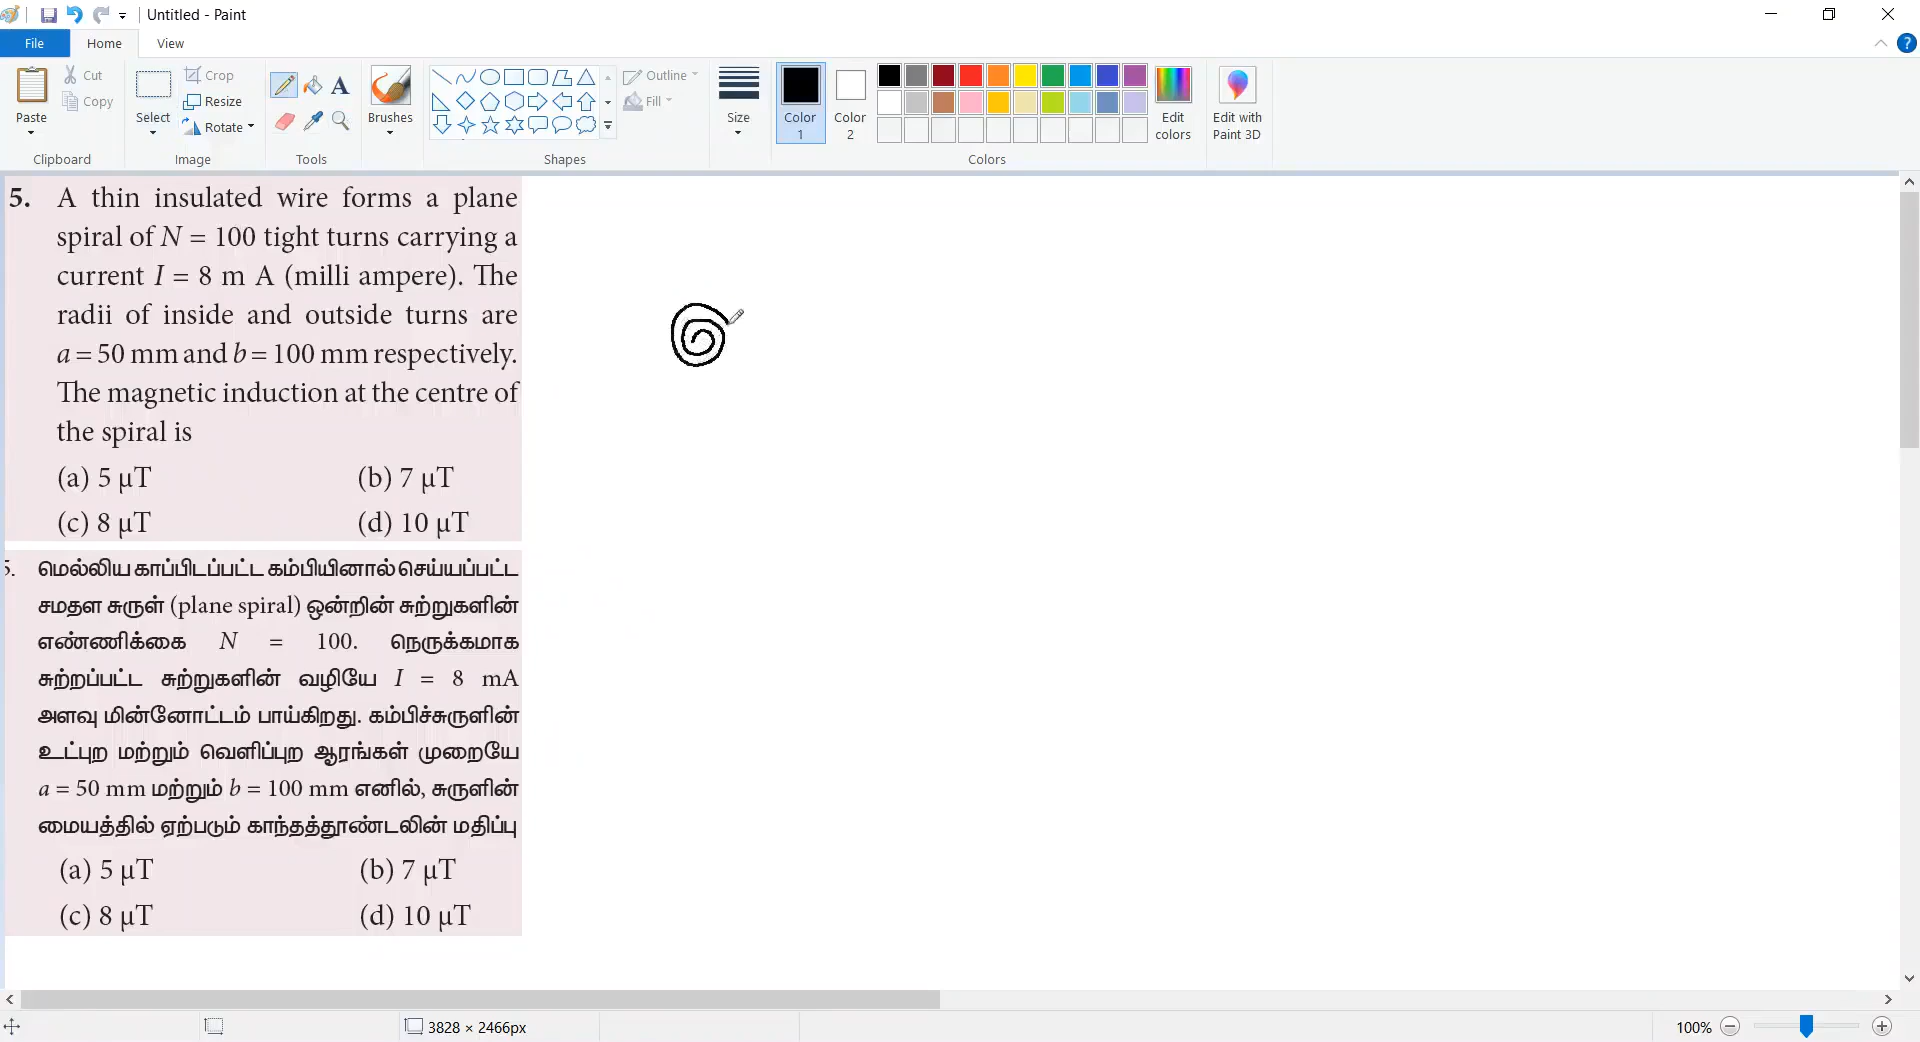 Untitled - Paint
File Home View
Paste
Cut
Copy
Clipboard
Select
Crop
Resize
Rotate
Image
Tools
Brushes
Shapes
Outline
Fill
Size
Color 1
Color 2
Edit colors
Edit with Paint 3D
Colors
5. A thin insulated wire forms a plane
spiral of N = 100 tight turns carrying a
current I = 8 m A (milli ampere). The
radii of inside and outside turns are
a = 50 mm and b = 100 mm respectively.
The magnetic induction at the centre of
the spiral is
(a) 5 μT (b) 7 μT
(c) 8 μT (d) 10 μT
5. மெல்லிய காப்பிடப்பட்ட கம்பியினால் செய்யப்பட்ட
சமதள சுருள் (plane spiral) ஒன்றின் சுற்றுகளின்
எண்ணிக்கை N = 100. நெருக்கமாக
சுற்றப்பட்ட சுற்றுகளின் வழியே I = 8 mA
அளவு மின்னோட்டம் பாய்கிறது. கம்பிச்சுருளின்
உட்புற மற்றும் வெளிப்புற ஆரங்கள் முறையே
a = 50 mm மற்றும் b = 100 mm எனில், சுருளின்
மையத்தில் ஏற்படும் காந்தத்தூண்டலின் மதிப்பு
(a) 5 μT (b) 7 μT
(c) 8 μT (d) 10 μT
3828 × 2466px
100%